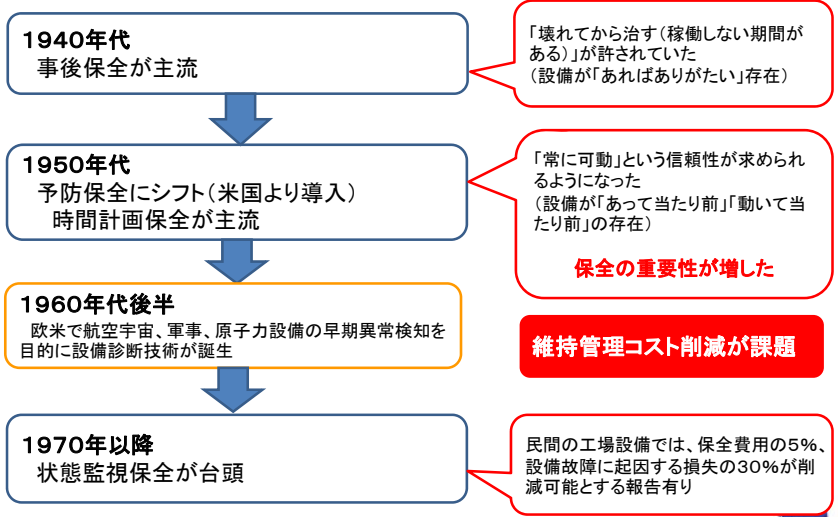 1940年代
事後保全が主流
「壊れてから治す(稼働しない期間が
ある)」が許されていた
(設備が「あればありがたい」存在)
1950年代
予防保全にシフト(米国より導入)
時間計画保全が主流
「常に可動」という信頼性が求められ
るようになった
(設備が「あって当たり前」「動いて当
たり前」の存在)
保全の重要性が増した
1960年代後半
欧米で航空宇宙、軍事、原子力設備の早期異常検知を
目的に設備診断技術が誕生
維持管理コスト削減が課題
1970年以降
状態監視保全が台頭
民間の工場設備では、保全費用の5%、
設備故障に起因する損失の30%が削
減可能とする報告有り